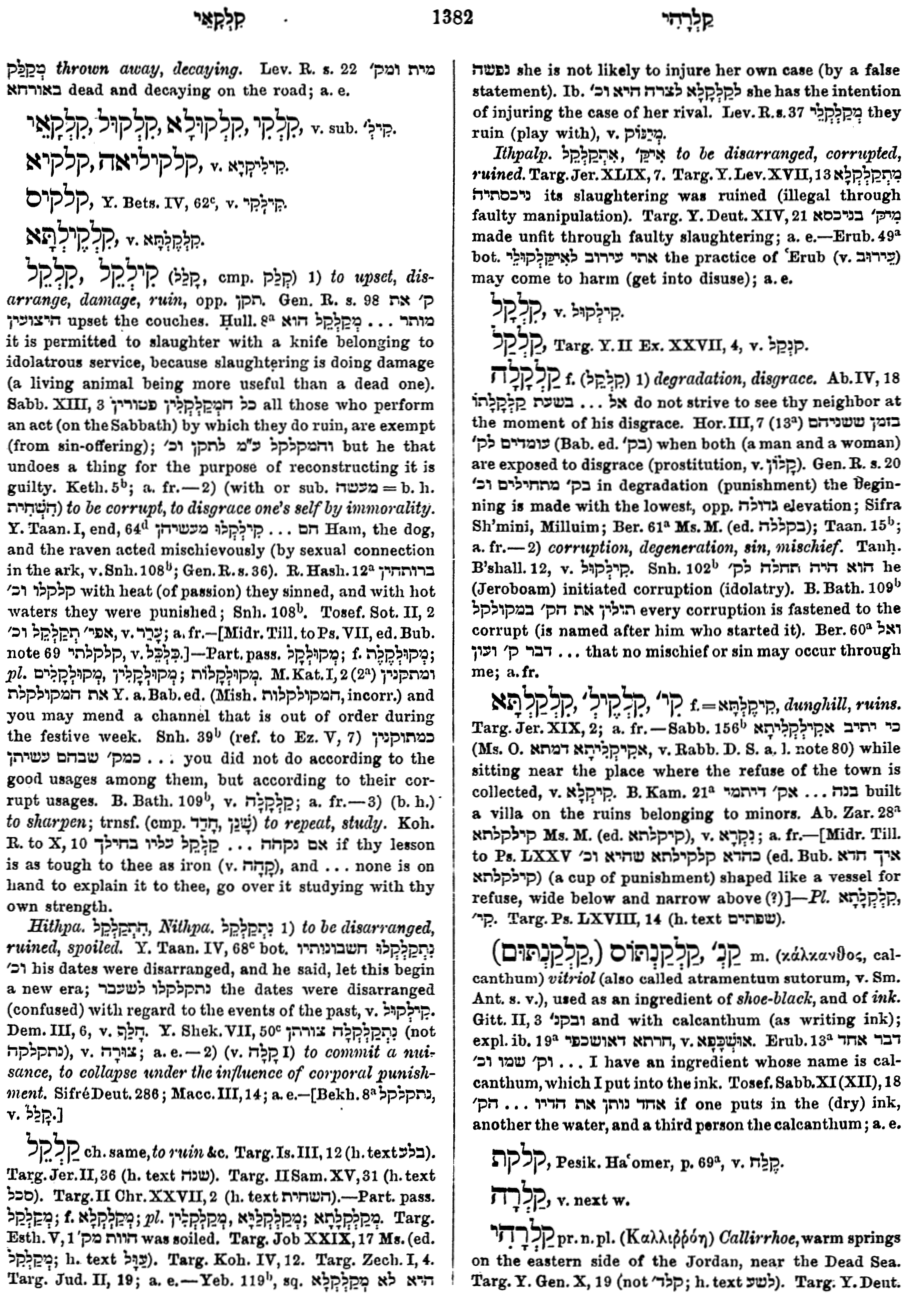 קִלְקָאֵי
1382
קַלְרָהִי
מְקַלֵּק thrown away, decaying. Lev. R. s. 22 מית ומק'
באורחא dead and decaying on the road; a. e.
קִלְקִי, קִלְקוּלָא, קִלְקוּל, קִלְקָאֵי, v. sub. קִילְ'.
קלקיליאה, קלקיא, v. קִילִיקְיָא.
קלקיס, Y. Bets. IV, 62ᶜ, v. קִילְקִי.
קִלְקֵילְתָּא, v. קִלְקַלְתָּא.
קִלְקֵל, קִילְקֵל (קָלַל, cmp. קָלַק) 1) to upset, dis-
arrange, damage, ruin, opp. תקן. Gen. R. s. 98 ק' את
היצועין upset the couches. Ḥull. 8ᵃ מותר ... מְקַלְקֵל הוא
it is permitted to slaughter with a knife belonging to
idolatrous service, because slaughtering is doing damage
(a living animal being more useful than a dead one).
Sabb. XIII, 3 כל המְקַלְקְלִין פטורין all those who perform
an act (on the Sabbath) by which they do ruin, are exempt
(from sin-offering); והמקלקל ע"מ לתקן וכ' but he that
undoes a thing for the purpose of reconstructing it is
guilty. Keth. 5ᵇ; a. fr.—2) (with or sub. מעשה = b. h.
הִשְׁחִית) to be corrupt, to disgrace one's self by immorality.
Y. Taan. I, end, 64ᵈ חם ... קִילְקְלוּ מעשיהן Ham, the dog,
and the raven acted mischievously (by sexual connection
in the ark, v. Snh. 108ᵇ; Gen. R. s. 36). R. Hash. 12ᵃ ברותחין
קלקלו וכ' with heat (of passion) they sinned, and with hot
waters they were punished; Snh. 108ᵇ. Tosef. Sot. II, 2
אפי' תְקַלְקֵל וכ', v. עָרַר; a. fr.—[Midr. Till. to Ps. VII, ed. Bub.
note 69 קלקלתי, v. כִּלְכֵּל.]—Part. pass. מְקוּלְקָל; f. מְקוּלְקֶלֶת;
pl. מְקוּלְקָלִים, מְקוּלְקָלִין; מְקוּלְקָלוֹת. M. Kat. I, 2 (2ᵃ) ומתקנין
את המקולקלת Y. a. Bab. ed. (Mish. המקולקלות, incorr.) and
you may mend a channel that is out of order during
the festive week. Snh. 39ᵇ (ref. to Ez. V, 7) כמתוקנין
שבהם עשיתן ... כמק' you did not do according to the
good usages among them, but according to their cor-
rupt usages. B. Bath. 109ᵇ, v. קַלְקָלָה; a. fr.—3) (b. h.)
to sharpen; trnsf. (cmp. שָׁנַן, חָדַד) to repeat, study. Koh.
R. to X, 10 אם נקהה ... קַלְקֵל עליו בחילך if thy lesson
is as tough to thee as iron (v. קָהָה), and ... none is on
hand to explain it to thee, go over it studying with thy
own strength.
Hithpa. הִתְקַלְקֵל, Nithpa. נִתְקַלְקֵל 1) to be disarranged,
ruined, spoiled. Y. Taan. IV, 68ᶜ bot. נִתְקַלְקְלוּ חשבונותיו
וכ' his dates were disarranged, and he said, let this begin
a new era; נתקלקלו לשעבר the dates were disarranged
(confused) with regard to the events of the past, v. קִילְקוּל.
Dem. III, 6, v. חָלַף. Y. Shek. VII, 50ᶜ נִתְקַלְקְלָה צורתן (not
נתקלקה), v. צוּרָה; a. e.—2) (v. קָלָה I) to commit a nui-
sance, to collapse under the influence of corporal punish-
ment. Sifré Deut. 286; Macc. III, 14; a. e.—[Bekh. 8ᵃ נתקלקל,
v. קָלַל.]
קַלְקֵל ch. same, to ruin &c. Targ. Is. III, 12 (h. text בלע).
Targ. Jer. II, 36 (h. text שנה). Targ. II Sam. XV, 31 (h. text
סכל). Targ. II Chr. XXVII, 2 (h. text השחית).—Part. pass.
מְקַלְקַל; f. מְקַלְקְלָא; pl. מְקַלְקְלִין, מְקַלְקְלַיָּא; מְקַלְקַלְתָּא. Targ.
Esth. V, 1 הוות מק' was soiled. Targ. Job XXIX, 17 Ms. (ed.
מְקַלְקֵל; h. text עַוָּל). Targ. Koh. IV, 12. Targ. Zech. I, 4.
Targ. Jud. II, 19; a. e.—Yeb. 119ᵇ, sq. היא לא מְקַלְקְלָא
נפשה she is not likely to injure her own case (by a false
statement). Ib. לקַלְקָלָא לצרה היא וכ' she has the intention
of injuring the case of her rival. Lev. R. s. 37 מְקַלְקְלֵי they
ruin (play with), v. מְיַנּוֹק.
Ithpalp. אִתְקַלְקַל, אִיקַּ' to be disarranged, corrupted,
ruined. Targ. Jer. XLIX, 7. Targ. Y. Lev. XVII, 13 מִתְקַלְקְלָא
ניכסתיה its slaughtering was ruined (illegal through
faulty manipulation). Targ. Y. Deut. XIV, 21 מִיקַּ' בניכסא
made unfit through faulty slaughtering; a. e.—Erub. 49ᵃ
bot. אתי עירוב לאִיקַּלְקוּלֵי the practice of ʿErub (v. עֵירוּב)
may come to harm (get into disuse); a. e.
קִלְקָל, v. קִילְקוּל.
קַלְקַל, Targ. Y. II Ex. XXVII, 4, v. קַנְקַל.
קַלְקָלָה f. (קַלְקֵל) 1) degradation, disgrace. Ab. IV, 18
אל ... בשעת קַלְקָלָתוֹ do not strive to see thy neighbor at
the moment of his disgrace. Hor. III, 7 (13ᵃ) בזמן ששניהם
עומדים לק' (Bab. ed. בק') when both (a man and a woman)
are exposed to disgrace (prostitution, v. קָלוֹן). Gen. R. s. 20
בק' מתחילים וכ' in degradation (punishment) the begin-
ning is made with the lowest, opp. גדולה elevation; Sifra
Sh'mini, Milluim; Ber. 61ᵃ Ms. M. (ed. בקללה); Taan. 15ᵇ;
a. fr.—2) corruption, degeneration, sin, mischief. Tanḥ.
B'shall. 12, v. קִילְקוּל. Snh. 102ᵇ הוא היה תחלה לק' he
(Jeroboam) initiated corruption (idolatry). B. Bath. 109ᵇ
תולין את הק' במקולקל every corruption is fastened to the
corrupt (is named after him who started it). Ber. 60ᵃ ואל
... דבר ק' ועון that no mischief or sin may occur through
me; a. fr.
קִלְקַלְתָּא, קִלְקֵיל', קִי' f. = קִיקַלְתָּא, dunghill, ruins.
Targ. Jer. XIX, 2; a. fr.—Sabb. 156ᵇ כי יתיב אקילקְלֵיתָא
(Ms. O. אקיקליתא דמתא, v. Rabb. D. S. a. l. note 80) while
sitting near the place where the refuse of the town is
collected, v. קִיקְלָא. B. Kam. 21ᵃ בנה ... אק' דיתמי built
a villa on the ruins belonging to minors. Ab. Zar. 28ᵃ
קילקלתא Ms. M. (ed. קיקלתא), v. נְקְרָא; a. fr.—[Midr. Till.
to Ps. LXXV כהדא קלקילתא שהיא וכ' (ed. Bub. איך הדא
קילקלתא) (a cup of punishment) shaped like a vessel for
refuse, wide below and narrow above (?)]—Pl. קִלְקְלָתָא,
קִי'. Targ. Ps. LXVIII, 14 (h. text שפתים).
קַלְקַנְתּוֹס (קַלְקַנְתּוּם), קַנְ' m. (χάλκανθος, cal-
canthum) vitriol (also called atramentum sutorum, v. Sm.
Ant. s. v.), used as an ingredient of shoe-black, and of ink.
Gitt. II, 3 ובקנ' and with calcanthum (as writing ink);
expl. ib. 19ᵃ חרתא דאושכפי, v. אוּשְׁכָּפָא. Erub. 13ᵃ דבר אחד
... וק' שמו וכ' I have an ingredient whose name is cal-
canthum, which I put into the ink. Tosef. Sabb. XI (XII), 18
אחד נותן את הדיו ... הק' if one puts in the (dry) ink,
another the water, and a third person the calcanthum; a. e.
קלקת, Pesik. Haʿomer, p. 69ᵃ, v. קַלַּח.
קַלְרָה, v. next w.
קַלְרָהִי pr. n. pl. (Καλλιῤῥόη) Callirrhoe, warm springs
on the eastern side of the Jordan, near the Dead Sea.
Targ. Y. Gen. X, 19 (not קלד'; h. text לשע). Targ. Y. Deut.